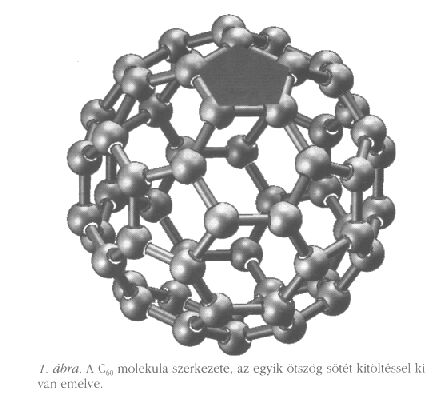 1. ábra. A C₆₀ molekula szerkezete, az egyik ötszög sötét kitöltéssel ki
van emelve.